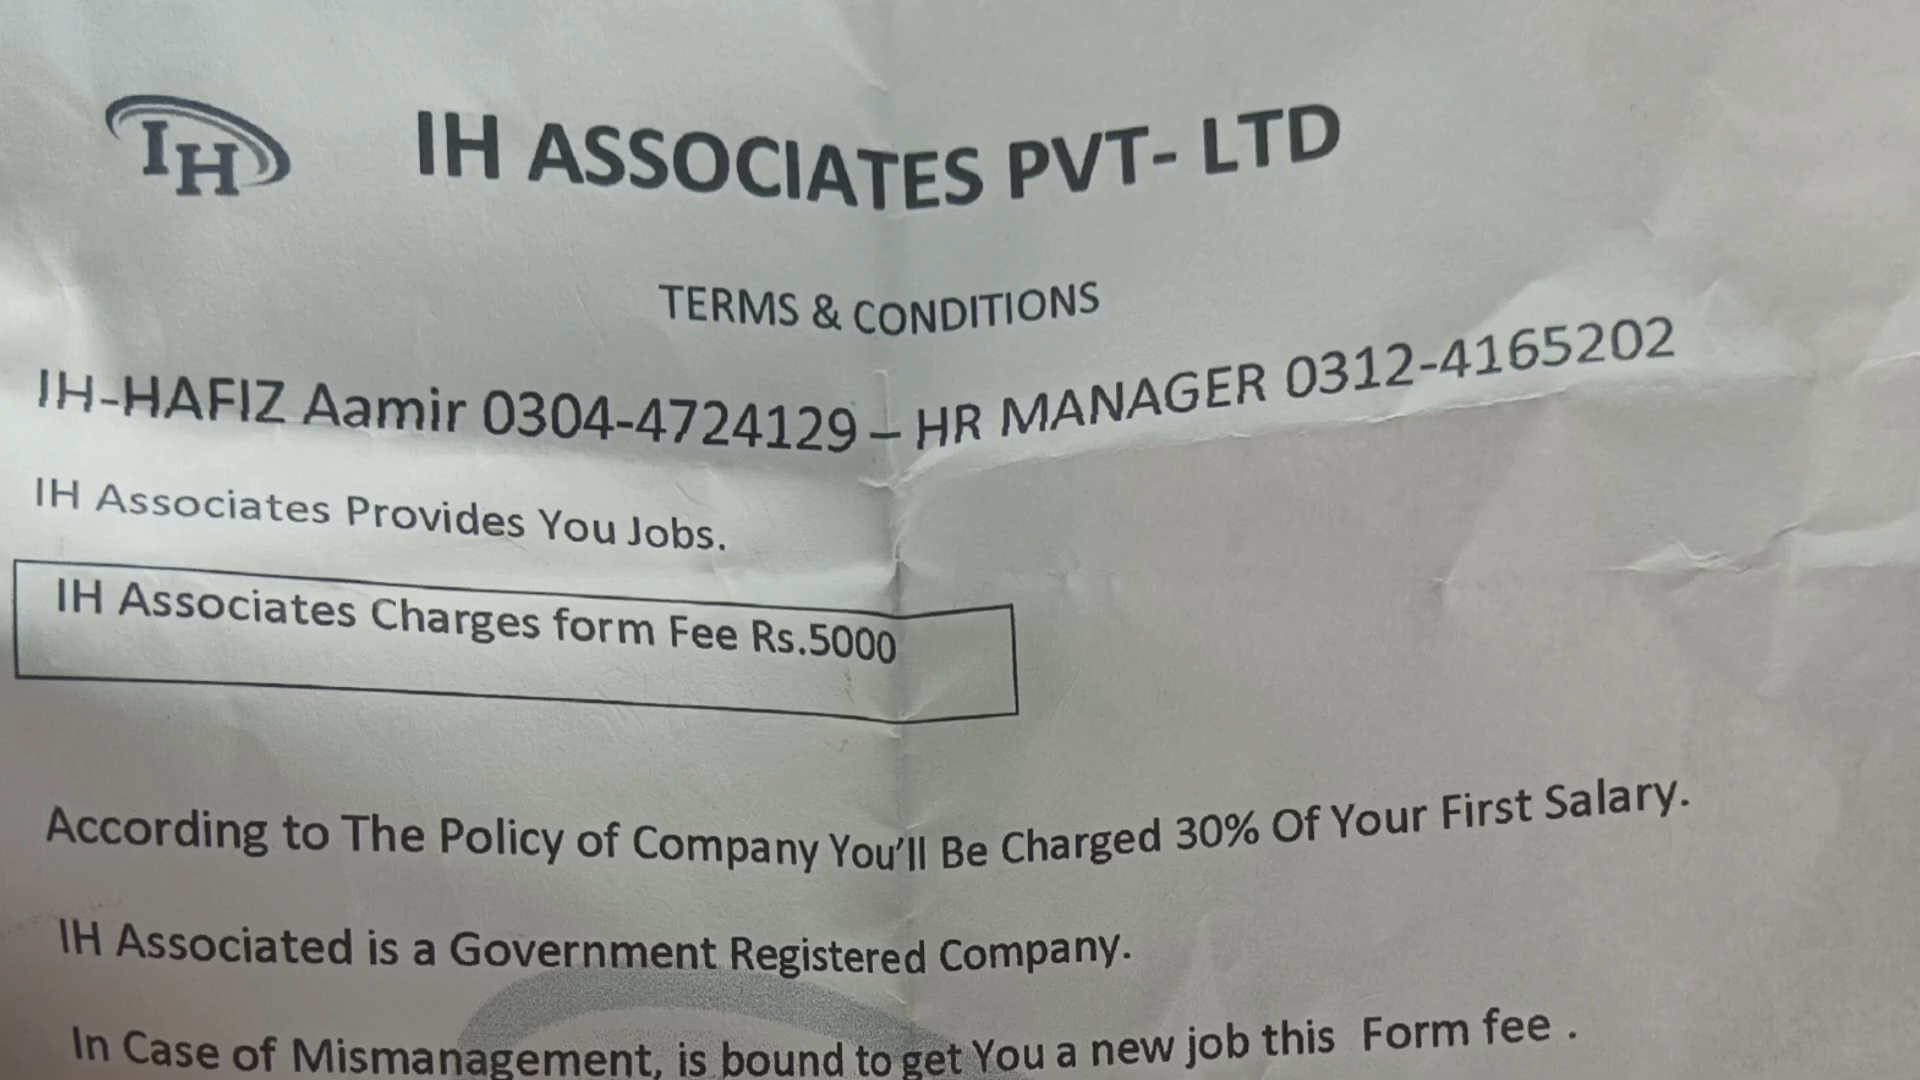 IH
IH ASSOCIATES PVT- LTD
TERMS & CONDITIONS
IH-HAFIZ Aamir 0304-4724129 – HR MANAGER 0312-4165202
IH Associates Provides You Jobs.
IH Associates Charges form Fee Rs.5000
According to The Policy of Company You'll Be Charged 30% Of Your First Salary.
IH Associated is a Government Registered Company.
In Case of Mismanagement, is bound to get You a new job this Form fee .